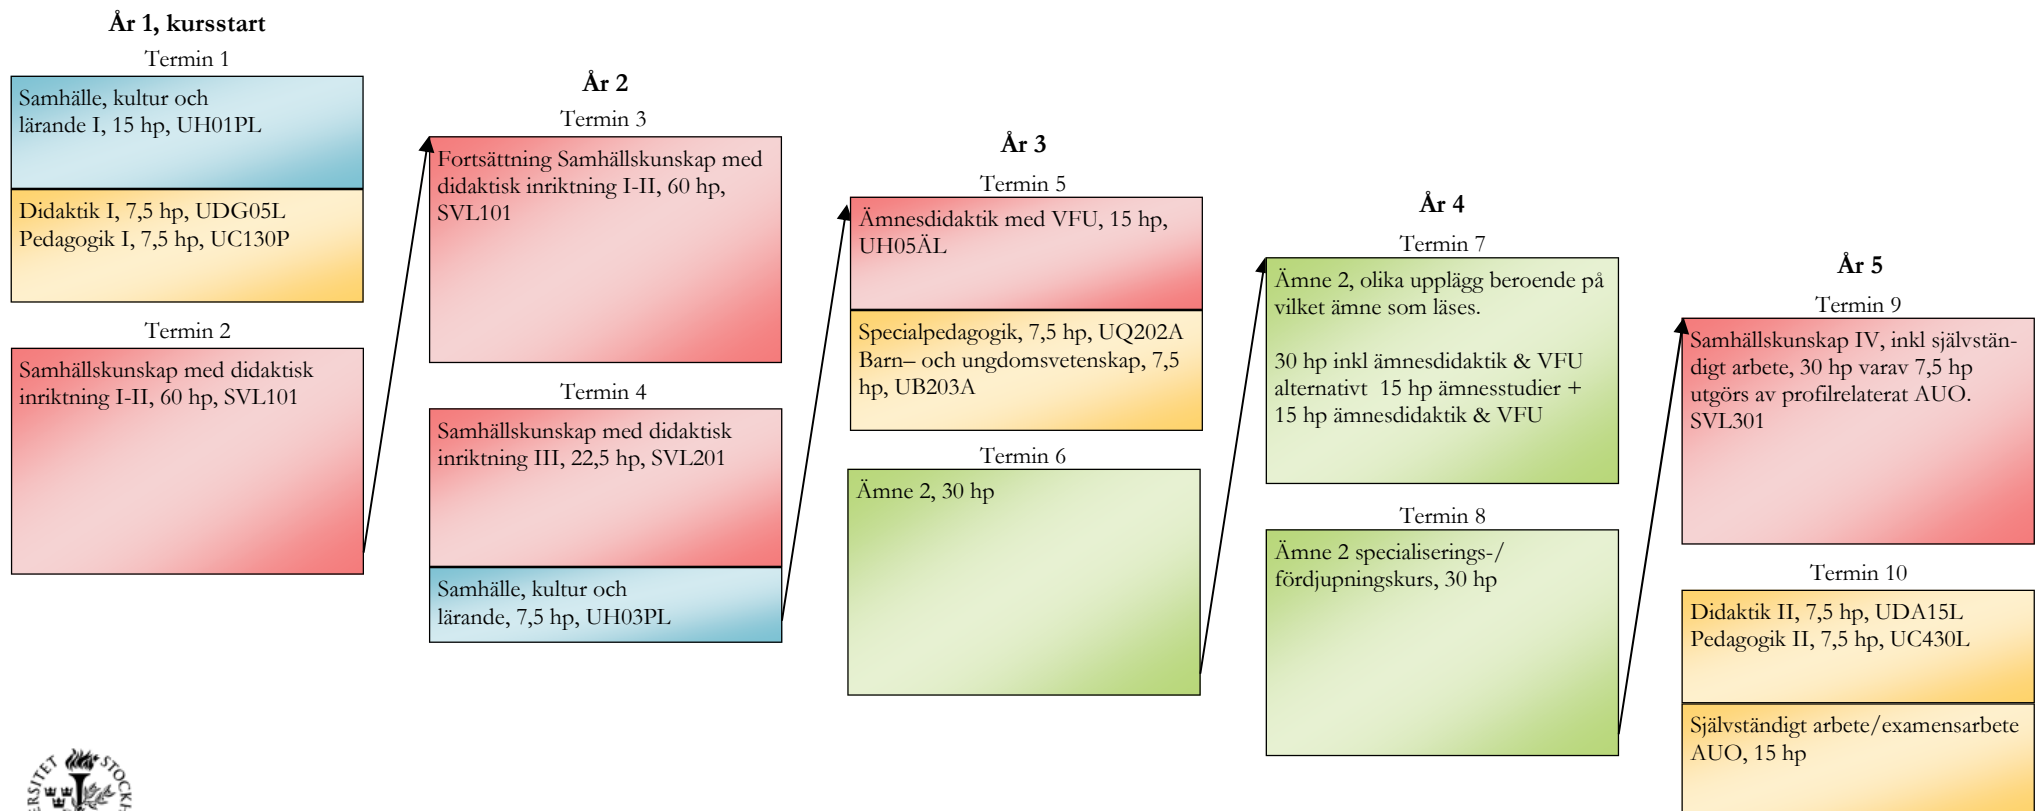 År 1, kursstart
Termin 1
Samhälle, kultur och
lärande I, 15 hp, UH01PL
Didaktik I, 7,5 hp, UDG05L
Pedagogik I, 7,5 hp, UC130P
Termin 2
Samhällskunskap med didaktisk
inriktning I-II, 60 hp, SVL101
År 2
Termin 3
Fortsättning Samhällskunskap med
didaktisk inriktning I-II, 60 hp,
SVL101
Termin 4
Samhällskunskap med didaktisk
inriktning III, 22,5 hp, SVL201
Samhälle, kultur och
lärande, 7,5 hp, UH03PL
År 3
Termin 5
Ämnesdidaktik med VFU, 15 hp,
UH05ÄL
Specialpedagogik, 7,5 hp, UQ202A
Barn– och ungdomsvetenskap, 7,5
hp, UB203A
Termin 6
Ämne 2, 30 hp
År 4
Termin 7
Ämne 2, olika upplägg beroende på
vilket ämne som läses.
30 hp inkl ämnesdidaktik & VFU
alternativt 15 hp ämnesstudier +
15 hp ämnesdidaktik & VFU
Termin 8
Ämne 2 specialiserings-/
fördjupningskurs, 30 hp
År 5
Termin 9
Samhällskunskap IV, inkl självstän-
digt arbete, 30 hp varav 7,5 hp
utgörs av profilrelaterat AUO.
SVL301
Termin 10
Didaktik II, 7,5 hp, UDA15L
Pedagogik II, 7,5 hp, UC430L
Självständigt arbete/examensarbete
AUO, 15 hp